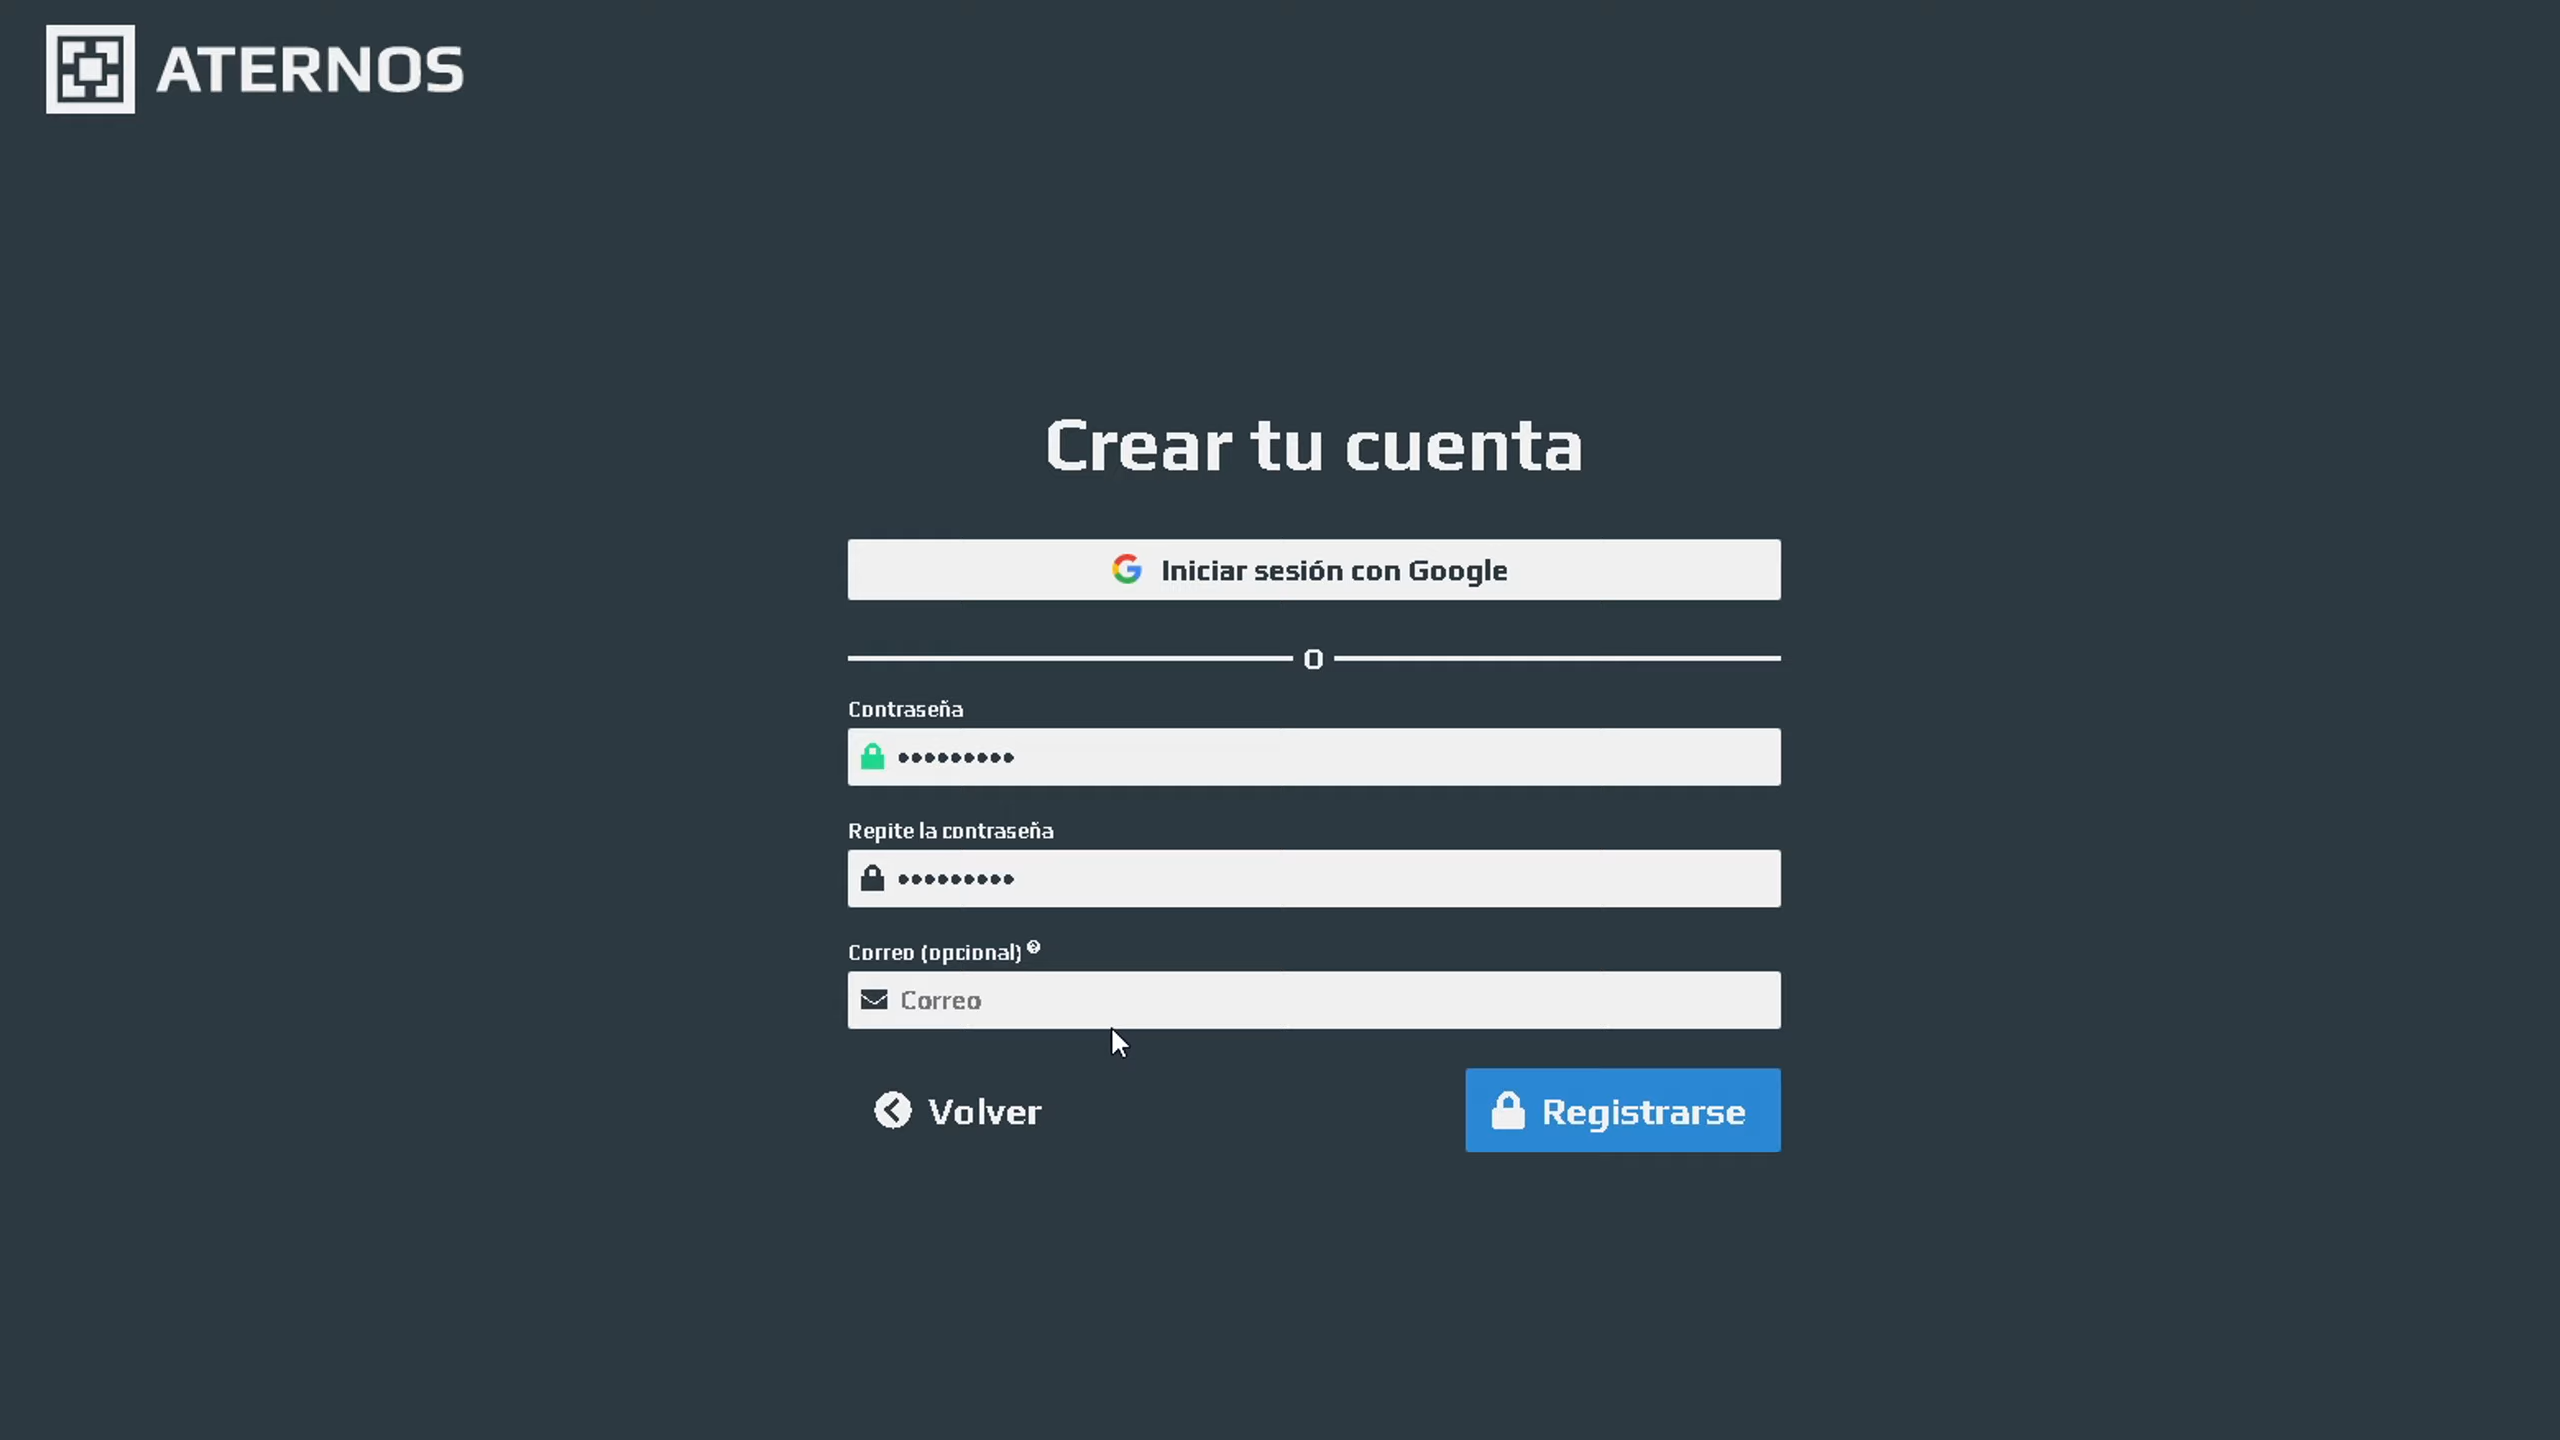 ATERNOS
Crear tu cuenta
Iniciar sesión con Google
O
Contraseña
•••••••••
Repite la contraseña
•••••••••
Correo (opcional)
Correo
Volver
Registrarse